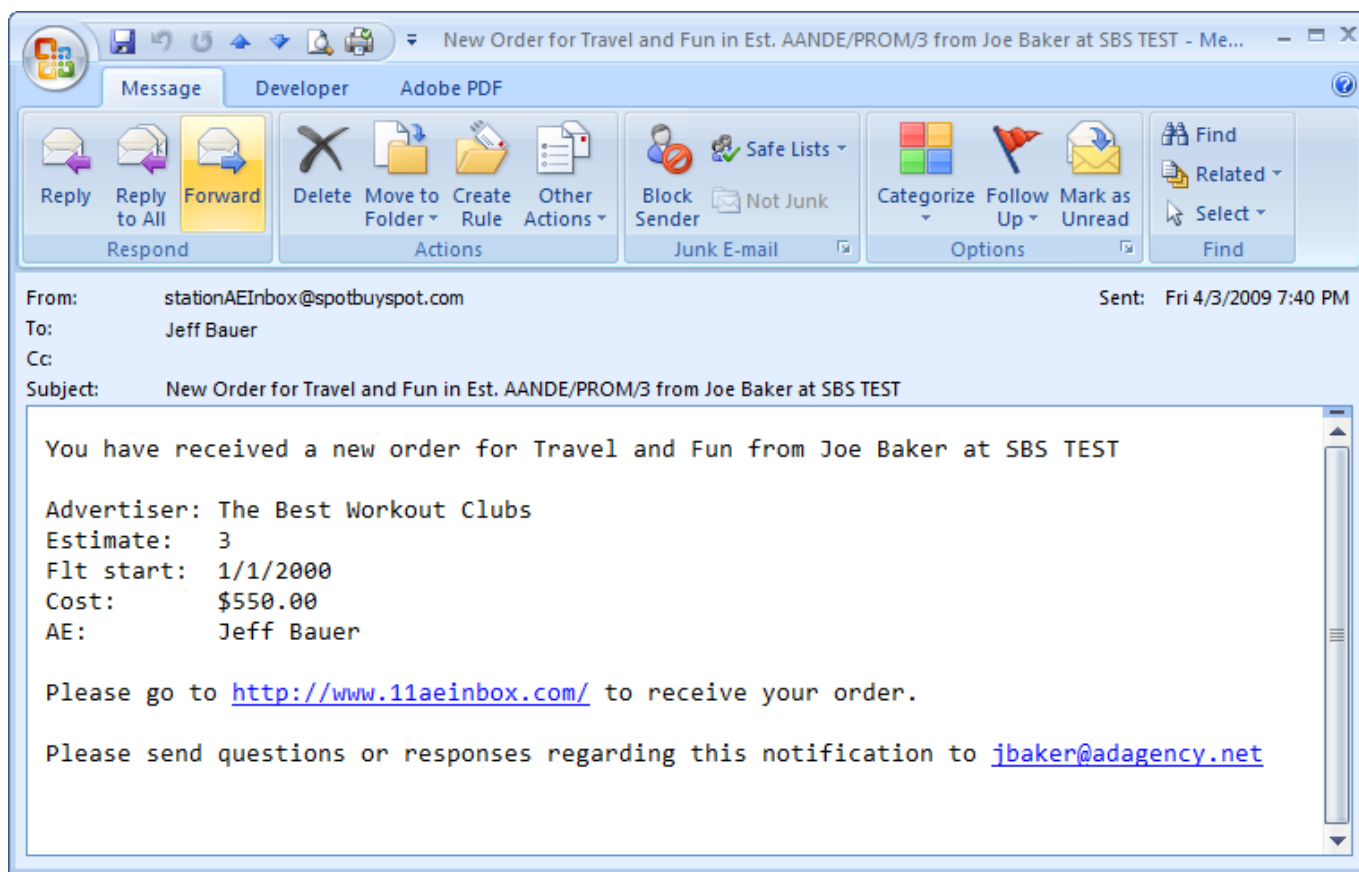 New Order for Travel and Fun in Est. AANDE/PROM/3 from Joe Baker at SBS TEST - Me...
Message Developer Adobe PDF
Reply
Reply to All
Forward
Respond
Delete
Move to Folder
Create Rule
Other Actions
Actions
Block Sender
Safe Lists
Not Junk
Junk E-mail
Categorize
Follow Up
Mark as Unread
Options
Find
Related
Select
Find
From: stationAEInbox@spotbuyspot.com Sent: Fri 4/3/2009 7:40 PM
To: Jeff Bauer
Cc:
Subject: New Order for Travel and Fun in Est. AANDE/PROM/3 from Joe Baker at SBS TEST
You have received a new order for Travel and Fun from Joe Baker at SBS TEST
Advertiser: The Best Workout Clubs
Estimate: 3
Flt start: 1/1/2000
Cost: $550.00
AE: Jeff Bauer
Please go to http://www.11aeinbox.com/ to receive your order.
Please send questions or responses regarding this notification to jbaker@adagency.net